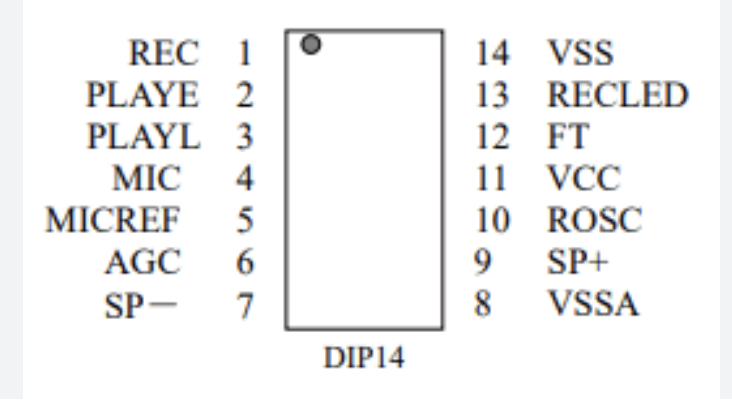 REC 1 14 VSS
PLAYE 2 13 RECLED
PLAYL 3 12 FT
MIC 4 11 VCC
MICREF 5 10 ROSC
AGC 6 9 SP+
SP− 7 8 VSSA
DIP14